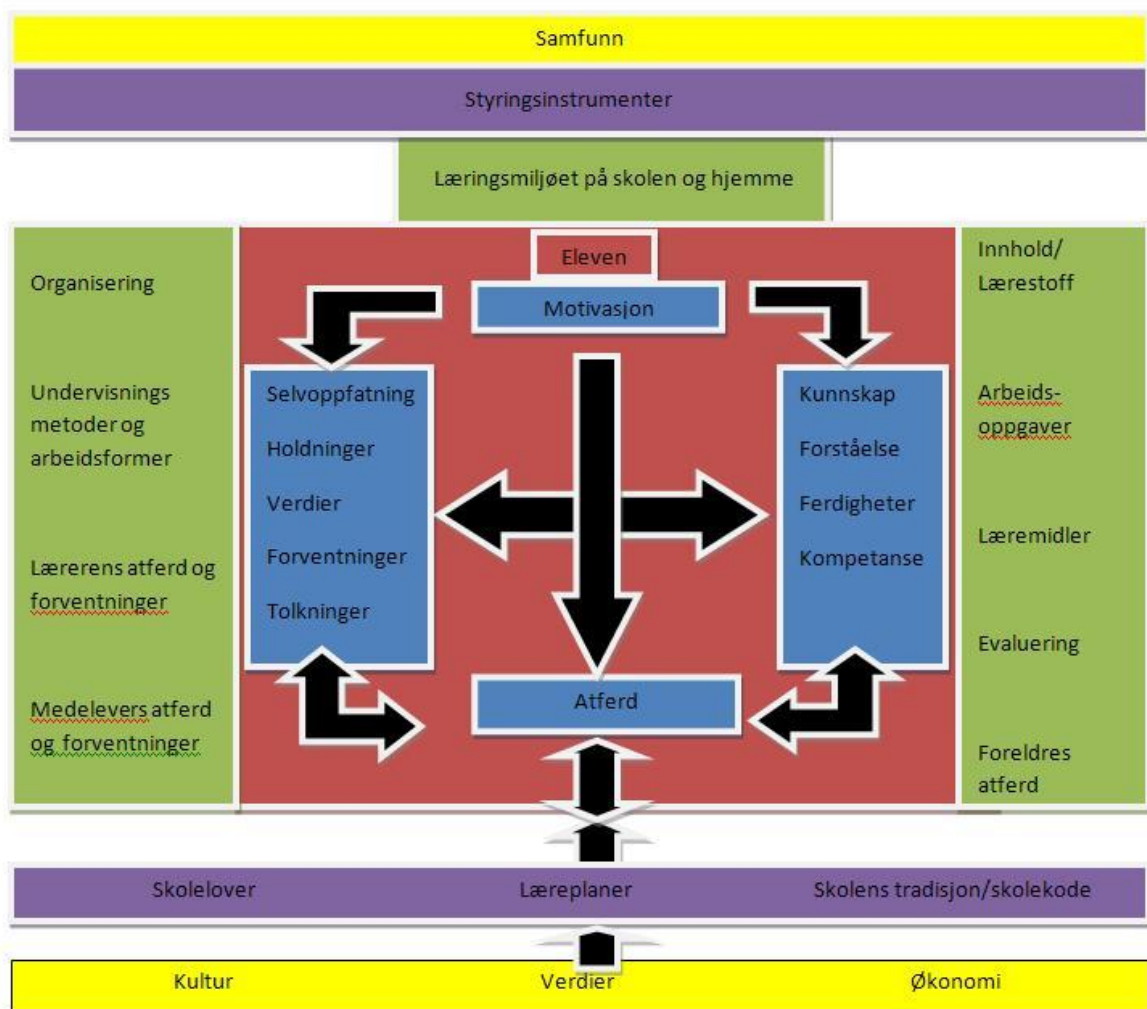 Samfunn
Styringsinstrumenter
Læringsmiljøet på skolen og hjemme
Organisering
Undervisnings
metoder og
arbeidsformer
Lærerens atferd og
forventninger
Medelevers atferd
og forventninger
Eleven
Motivasjon
Selvoppfatning
Holdninger
Verdier
Forventninger
Tolkninger
Kunnskap
Forståelse
Ferdigheter
Kompetanse
Atferd
Innhold/
Lærestoff
Arbeids-
oppgaver
Læremidler
Evaluering
Foreldres
atferd
Skolelover
Læreplaner
Skolens tradisjon/skolekode
Kultur
Verdier
Økonomi